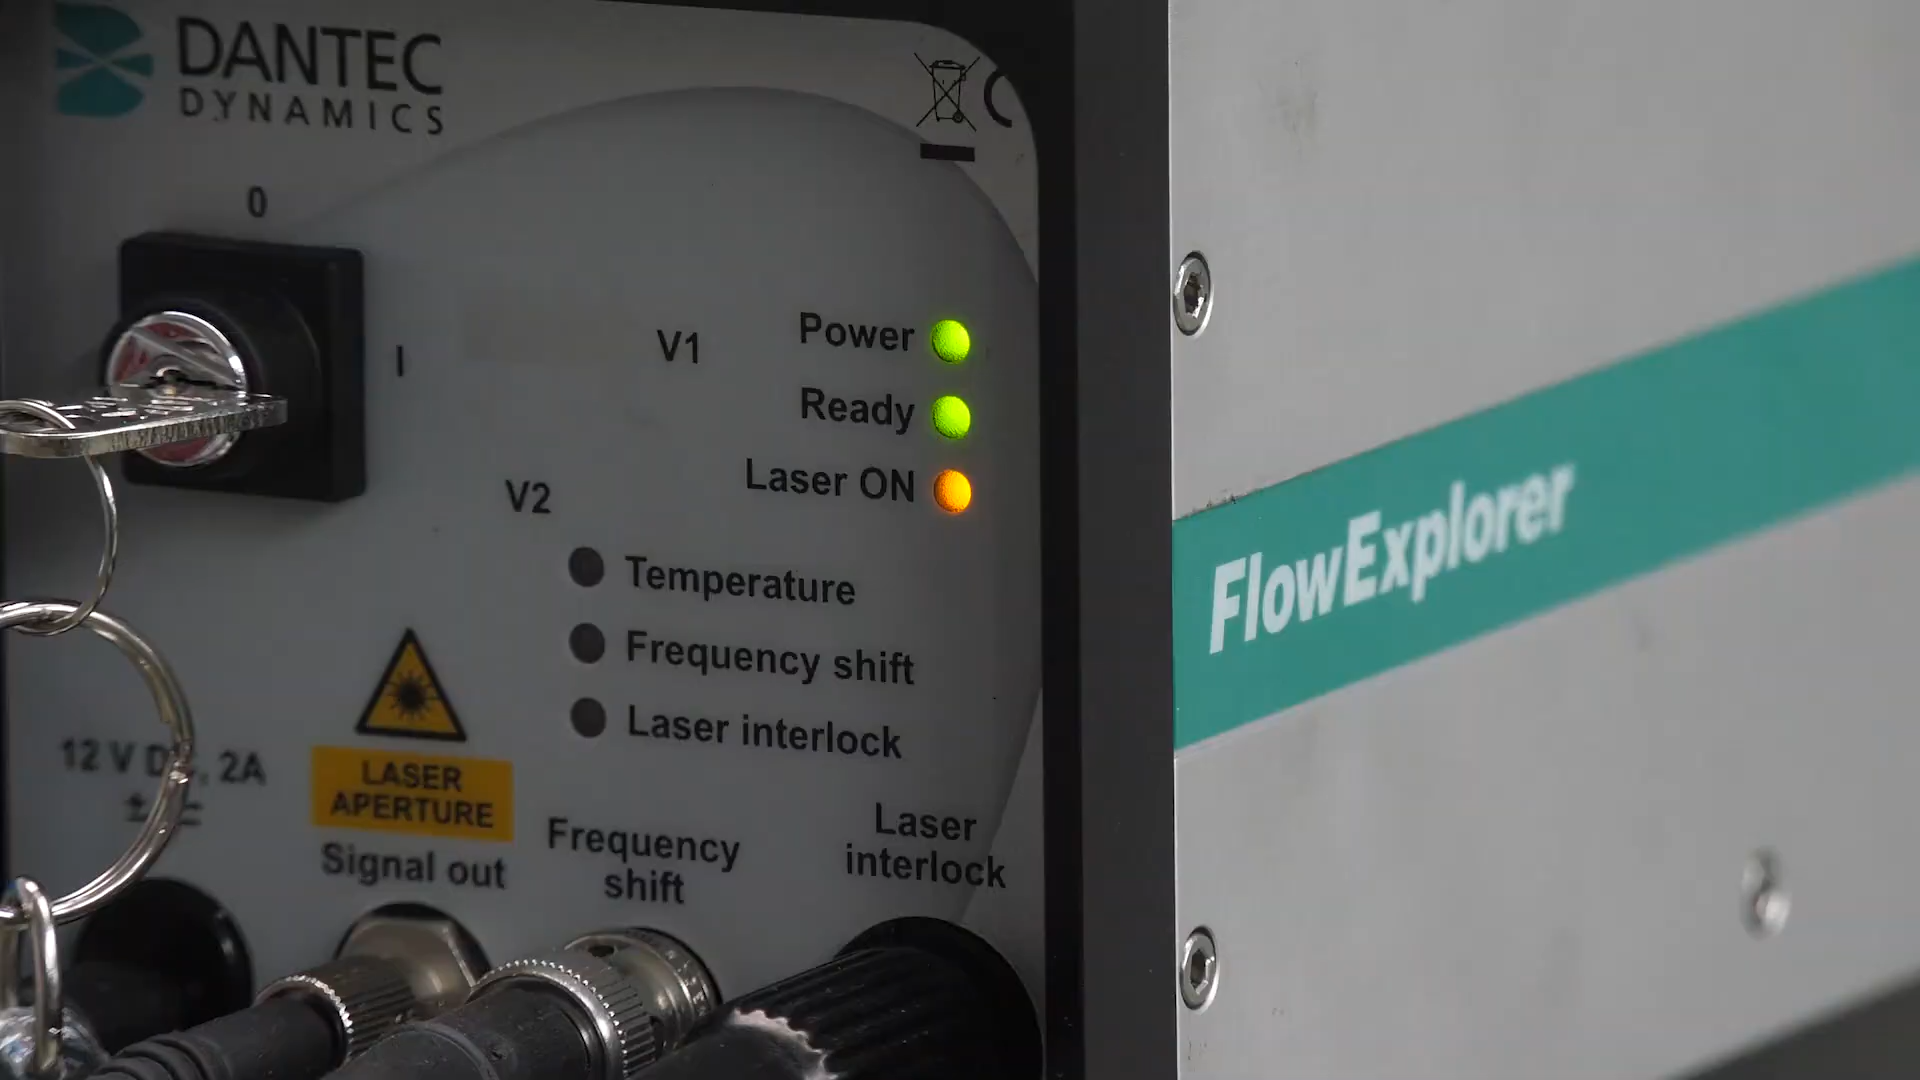 DANTEC
DYNAMICS
0
I
V1
Power
Ready
Laser ON
V2
Temperature
Frequency shift
Laser interlock
12 V DC, 2A
LASER
APERTURE
Signal out
Frequency
shift
Laser
interlock
FlowExplorer